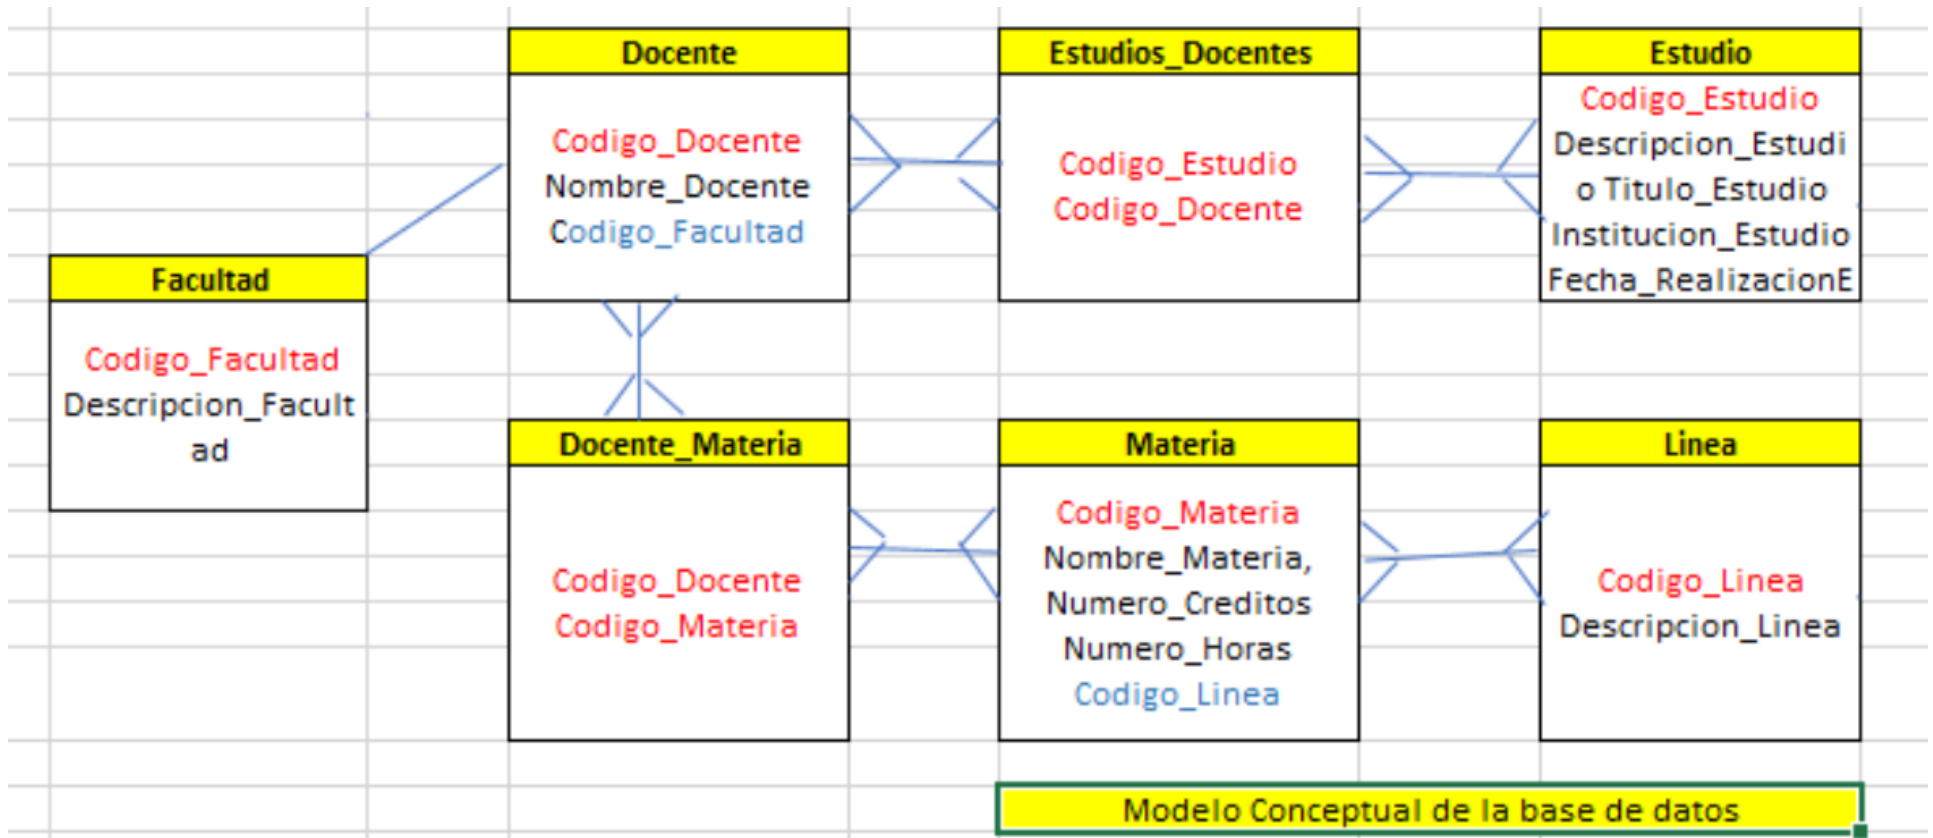 Docente
Codigo_Docente
Nombre_Docente
Codigo_Facultad
Estudios_Docentes
Codigo_Estudio
Codigo_Docente
Estudio
Codigo_Estudio
Descripcion_Estudi
o Titulo_Estudio
Institucion_Estudio
Fecha_RealizacionE
Facultad
Codigo_Facultad
Descripcion_Facult
ad
Docente_Materia
Codigo_Docente
Codigo_Materia
Materia
Codigo_Materia
Nombre_Materia,
Numero_Creditos
Numero_Horas
Codigo_Linea
Linea
Codigo_Linea
Descripcion_Linea
Modelo Conceptual de la base de datos